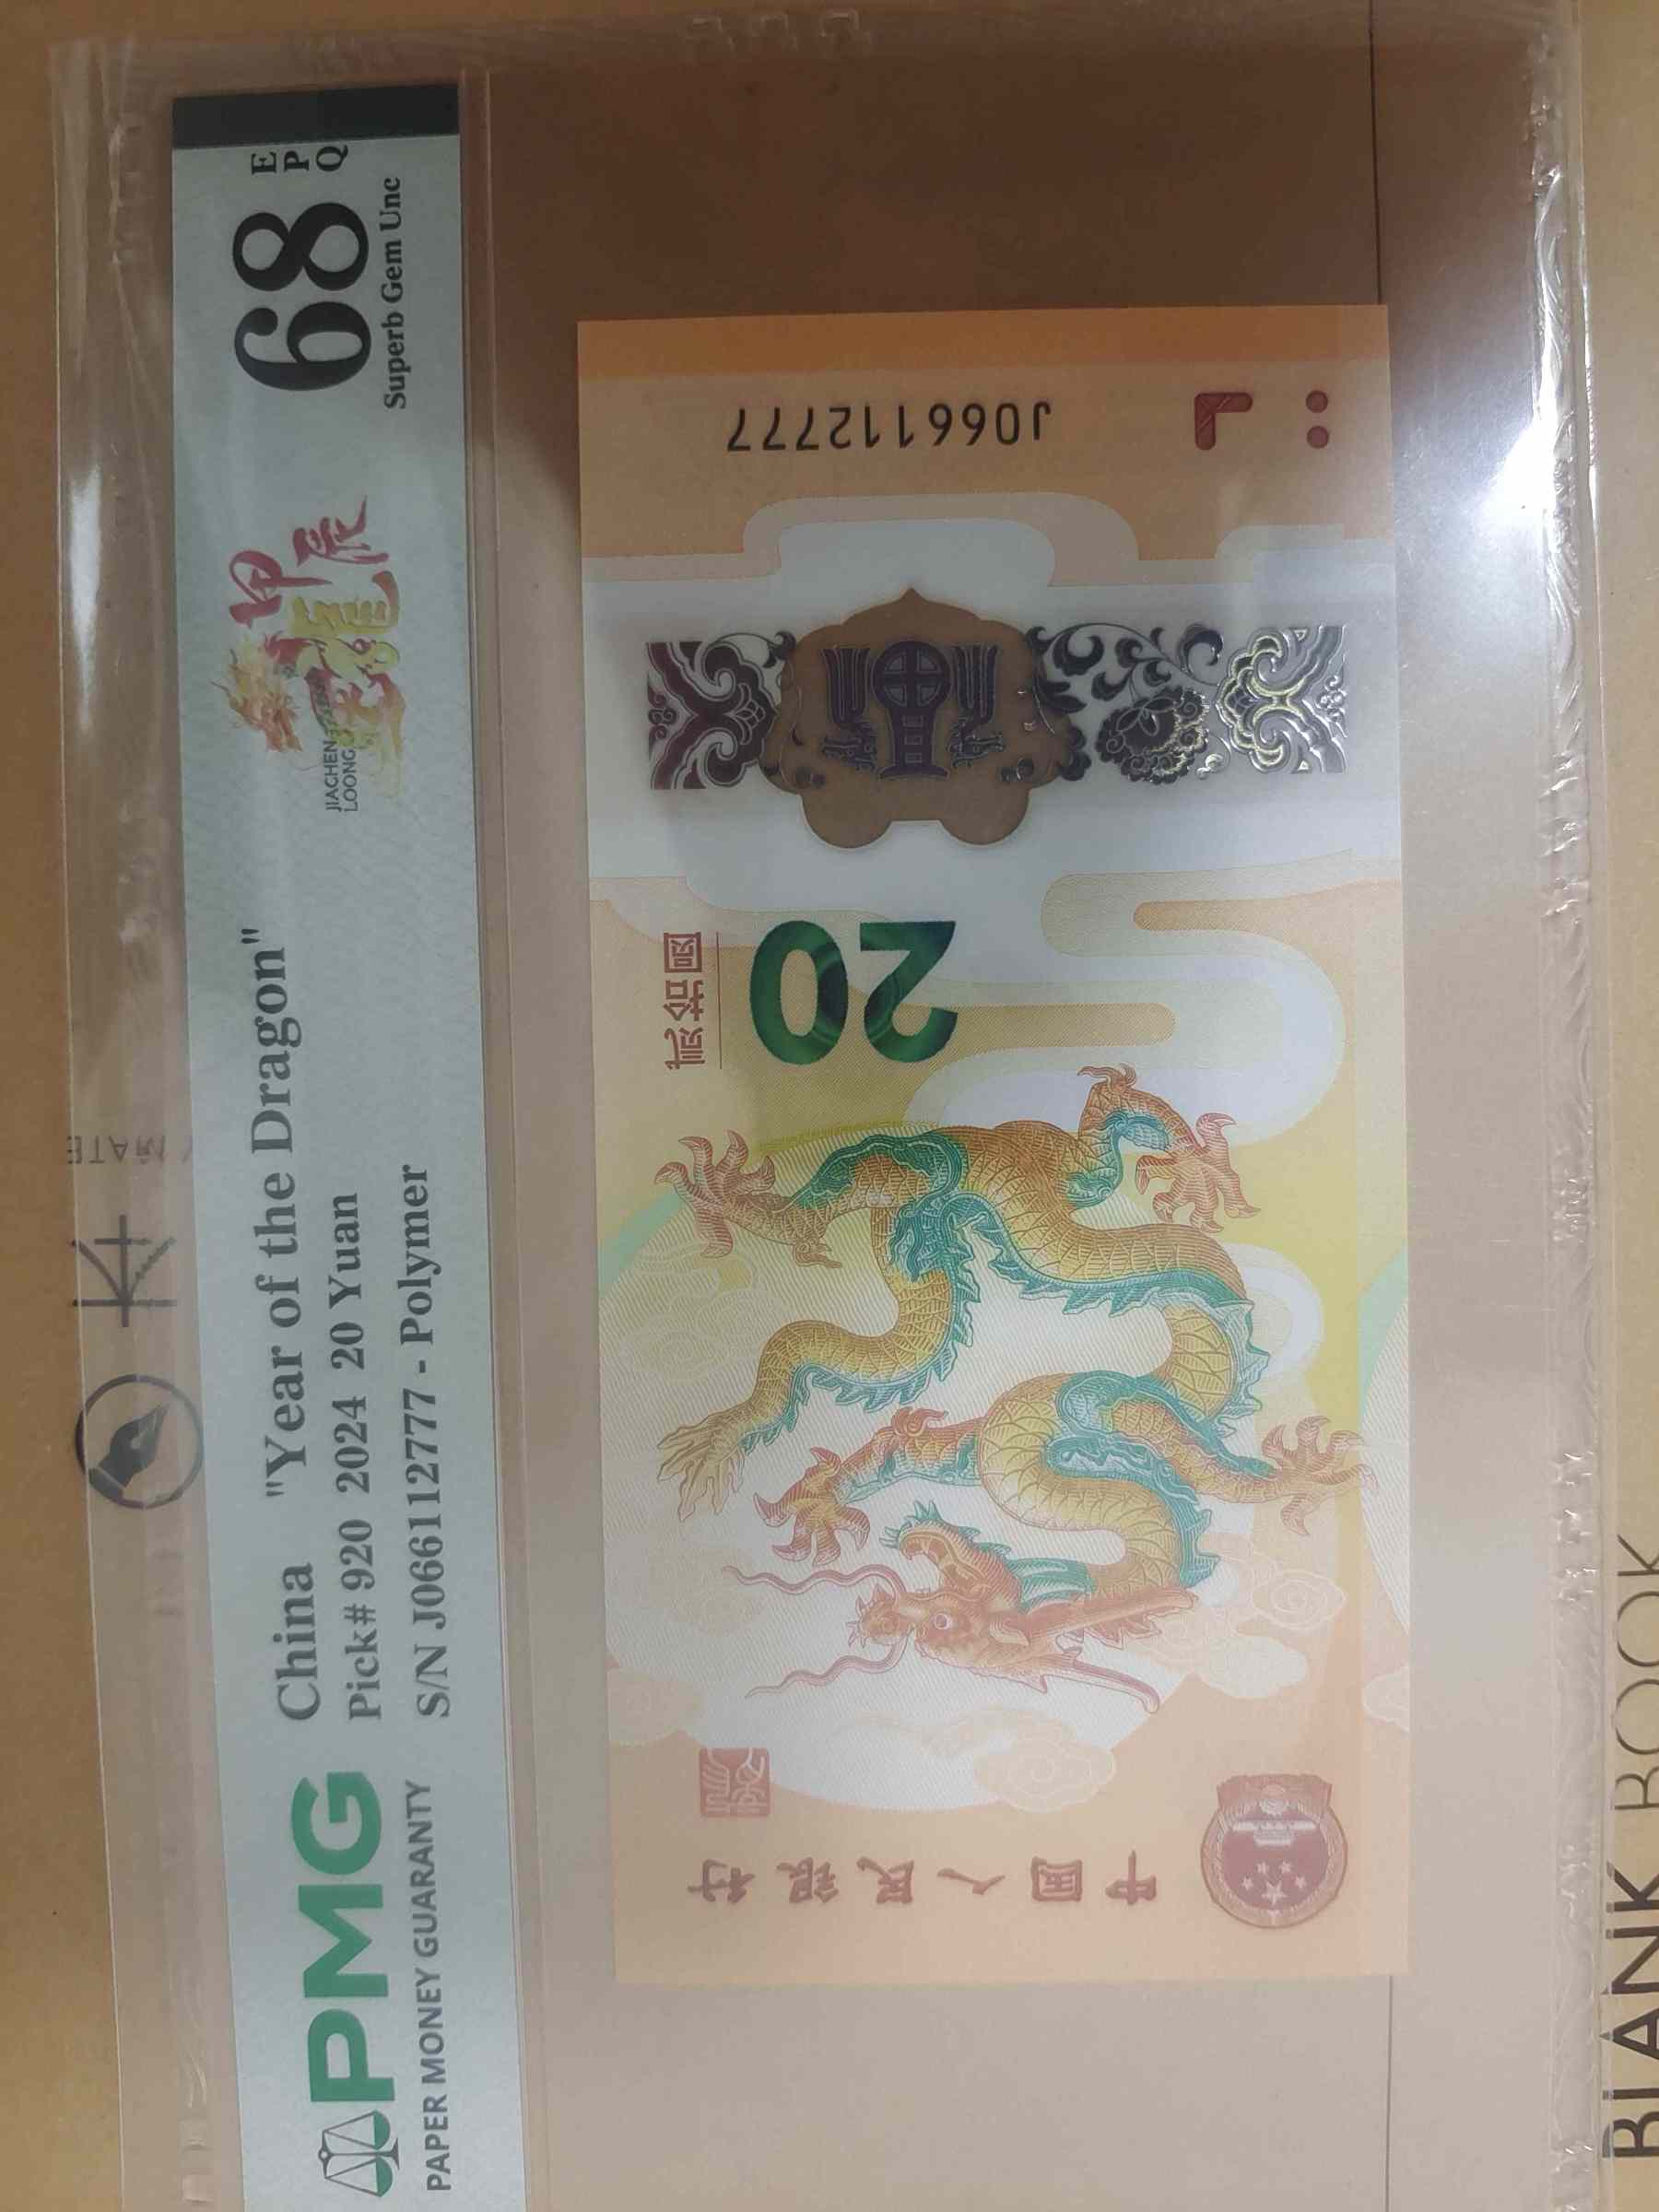 PMG
PAPER MONEY GUARANTY
China "Year of the Dragon"
Pick# 920 2024 20 Yuan
S/N J066112777 - Polymer
JIACHEN
LOONG
68
EPQ
Superb Gem Unc
中国人民银行
贰拾圆
20
J066112777
BLANK BOOK